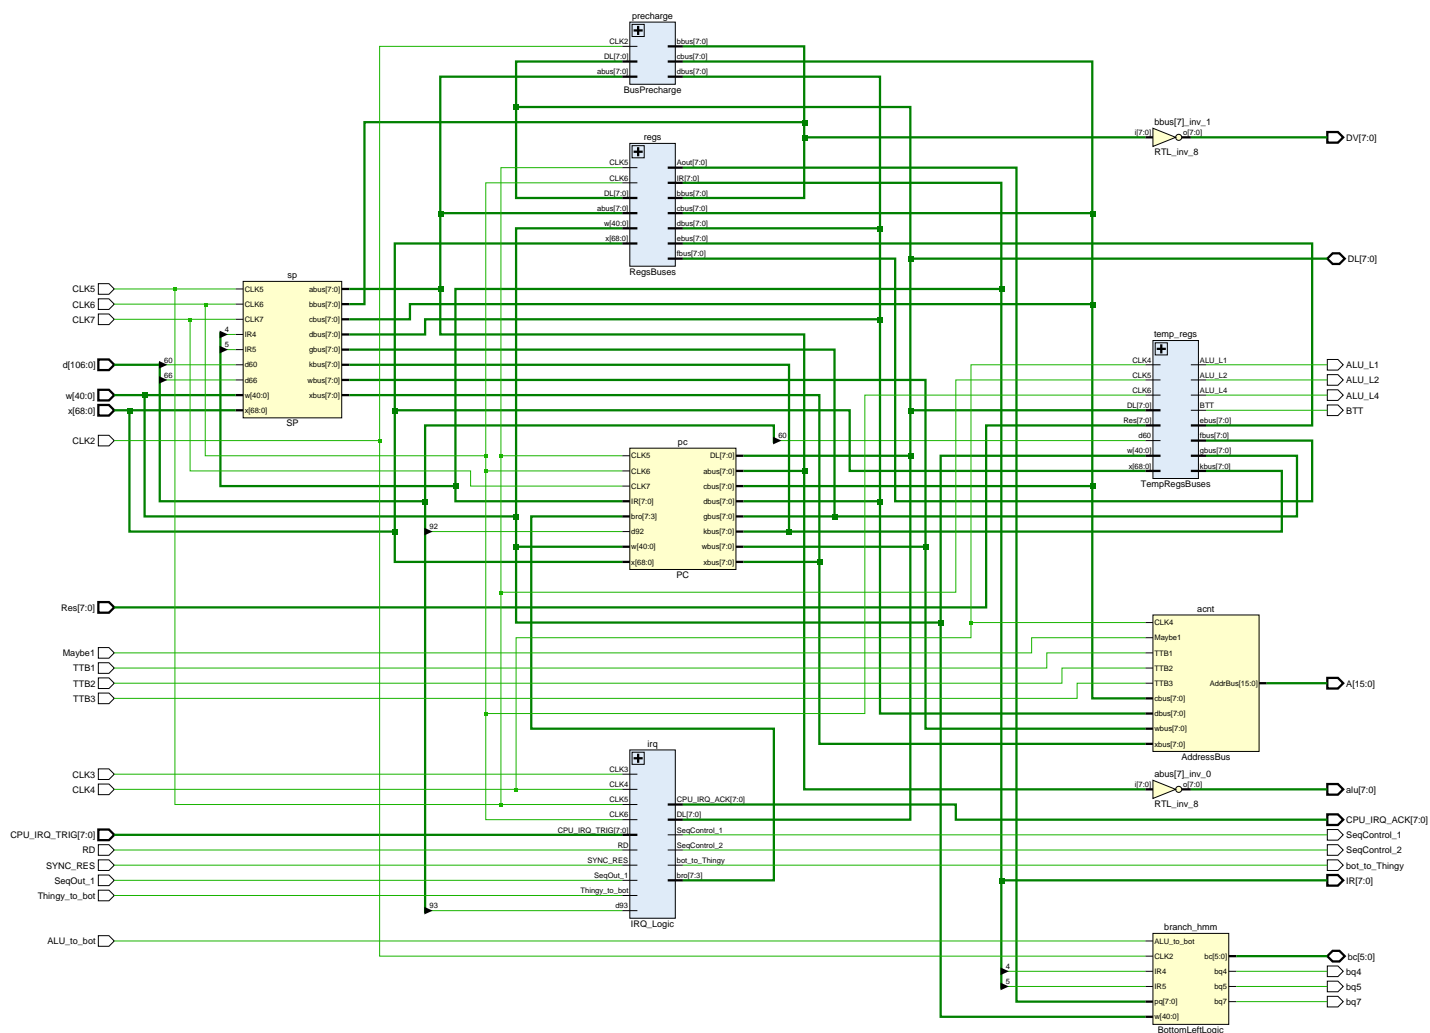 precharge
CLK2
DL[7:0]
abus[7:0]
bbus[7:0]
cbus[7:0]
dbus[7:0]
BusPrecharge
regs
CLK5
CLK6
DL[7:0]
abus[7:0]
w[40:0]
x[68:0]
Aout[7:0]
IR[7:0]
bbus[7:0]
cbus[7:0]
dbus[7:0]
ebus[7:0]
fbus[7:0]
RegsBuses
bbus[7]_inv_1
i[7:0]
o[7:0]
RTL_inv_8
DV[7:0]
DL[7:0]
CLK5
CLK6
CLK7
d[106:0]
w[40:0]
x[68:0]
CLK2
sp
CLK5
CLK6
CLK7
4
IR4
5
IR5
60
d60
66
d66
w[40:0]
x[68:0]
abus[7:0]
bbus[7:0]
cbus[7:0]
dbus[7:0]
gbus[7:0]
kbus[7:0]
wbus[7:0]
xbus[7:0]
SP
temp_regs
CLK4
CLK5
CLK6
DL[7:0]
Res[7:0]
60
d60
w[40:0]
x[68:0]
ALU_L1
ALU_L2
ALU_L4
BTT
ebus[7:0]
fbus[7:0]
gbus[7:0]
kbus[7:0]
TempRegsBuses
ALU_L1
ALU_L2
ALU_L4
BTT
pc
CLK5
CLK6
CLK7
IR[7:0]
bro[7:3]
92
d92
w[40:0]
x[68:0]
DL[7:0]
abus[7:0]
cbus[7:0]
dbus[7:0]
gbus[7:0]
kbus[7:0]
wbus[7:0]
xbus[7:0]
PC
Res[7:0]
Maybe1
TTB1
TTB2
TTB3
acnt
CLK4
Maybe1
TTB1
TTB2
TTB3
cbus[7:0]
dbus[7:0]
wbus[7:0]
xbus[7:0]
AddrBus[15:0]
AddressBus
A[15:0]
CLK3
CLK4
CPU_IRQ_TRIG[7:0]
RD
SYNC_RES
SeqOut_1
Thingy_to_bot
irq
CLK3
CLK4
CLK5
CLK6
CPU_IRQ_TRIG[7:0]
RD
SYNC_RES
SeqOut_1
Thingy_to_bot
93
d93
CPU_IRQ_ACK[7:0]
DL[7:0]
SeqControl_1
SeqControl_2
bot_to_Thingy
bro[7:3]
IRQ_Logic
abus[7]_inv_0
i[7:0]
o[7:0]
RTL_inv_8
alu[7:0]
CPU_IRQ_ACK[7:0]
SeqControl_1
SeqControl_2
bot_to_Thingy
IR[7:0]
ALU_to_bot
branch_hmm
ALU_to_bot
CLK2
4
IR4
5
IR5
pq[7:0]
w[40:0]
bc[5:0]
bq4
bq5
bq7
BottomLeftLogic
bc[5:0]
bq4
bq5
bq7